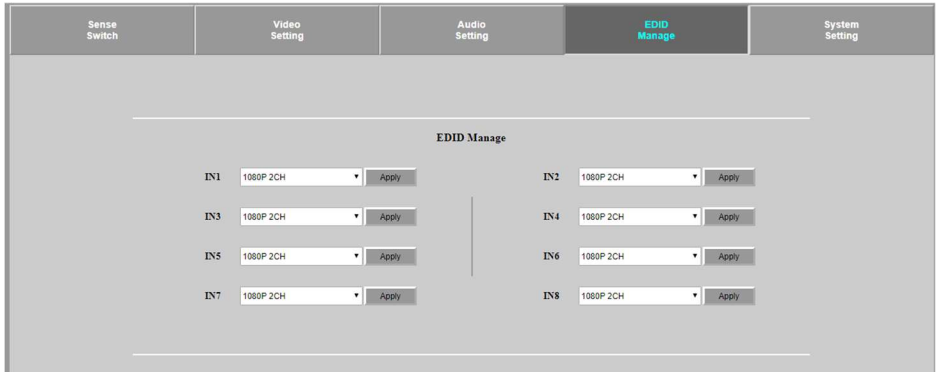 Sense
Switch
Video
Setting
Audio
Setting
EDID
Manage
System
Setting
EDID Manage
IN1 1080P 2CH Apply IN2 1080P 2CH Apply
IN3 1080P 2CH Apply IN4 1080P 2CH Apply
IN5 1080P 2CH Apply IN6 1080P 2CH Apply
IN7 1080P 2CH Apply IN8 1080P 2CH Apply